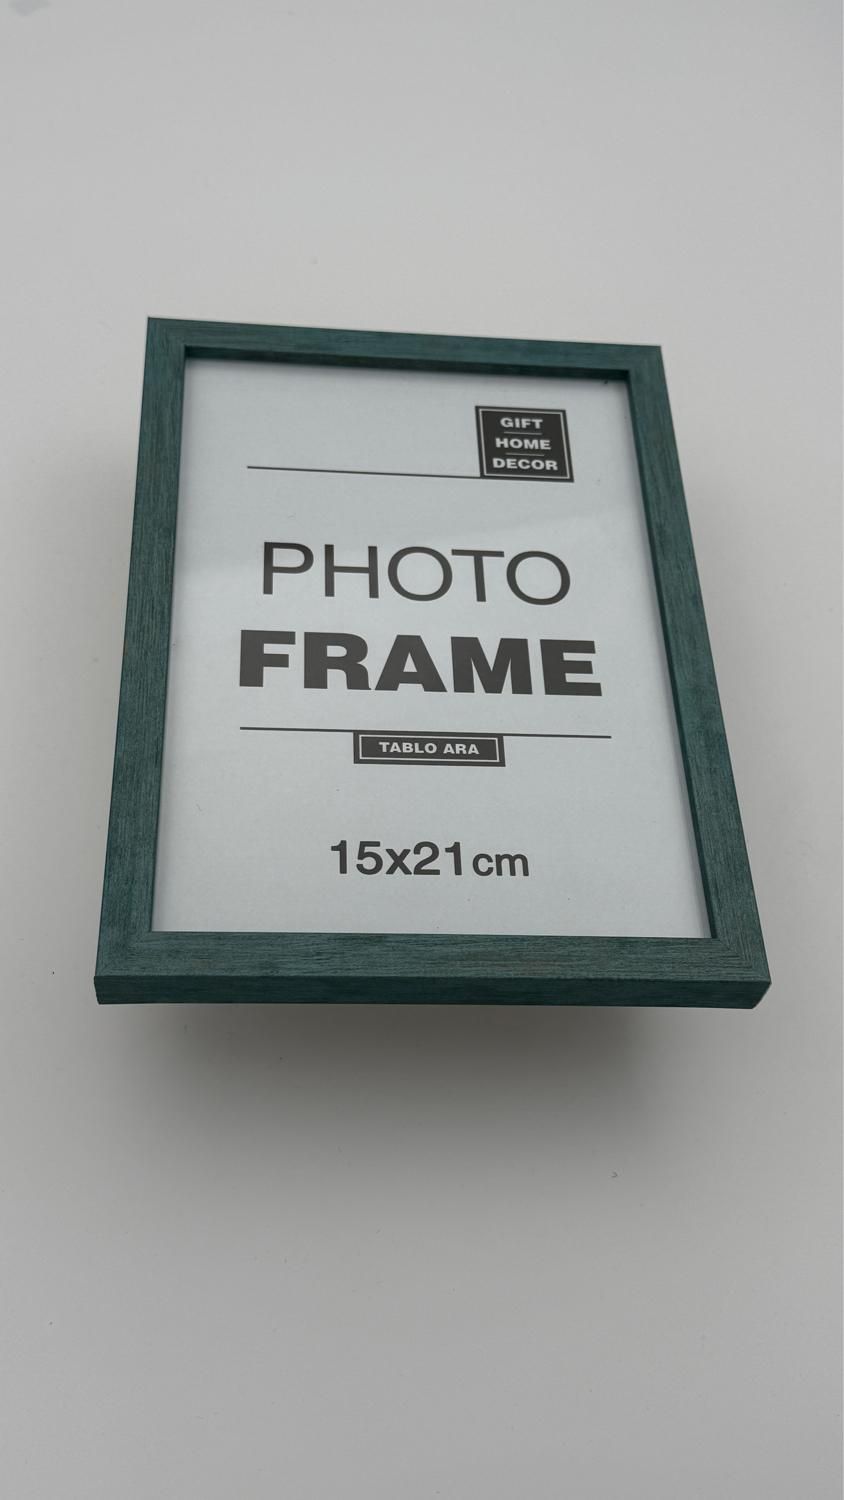 GIFT
HOME
DECOR
PHOTO
FRAME
TABLO ARA
15x21cm